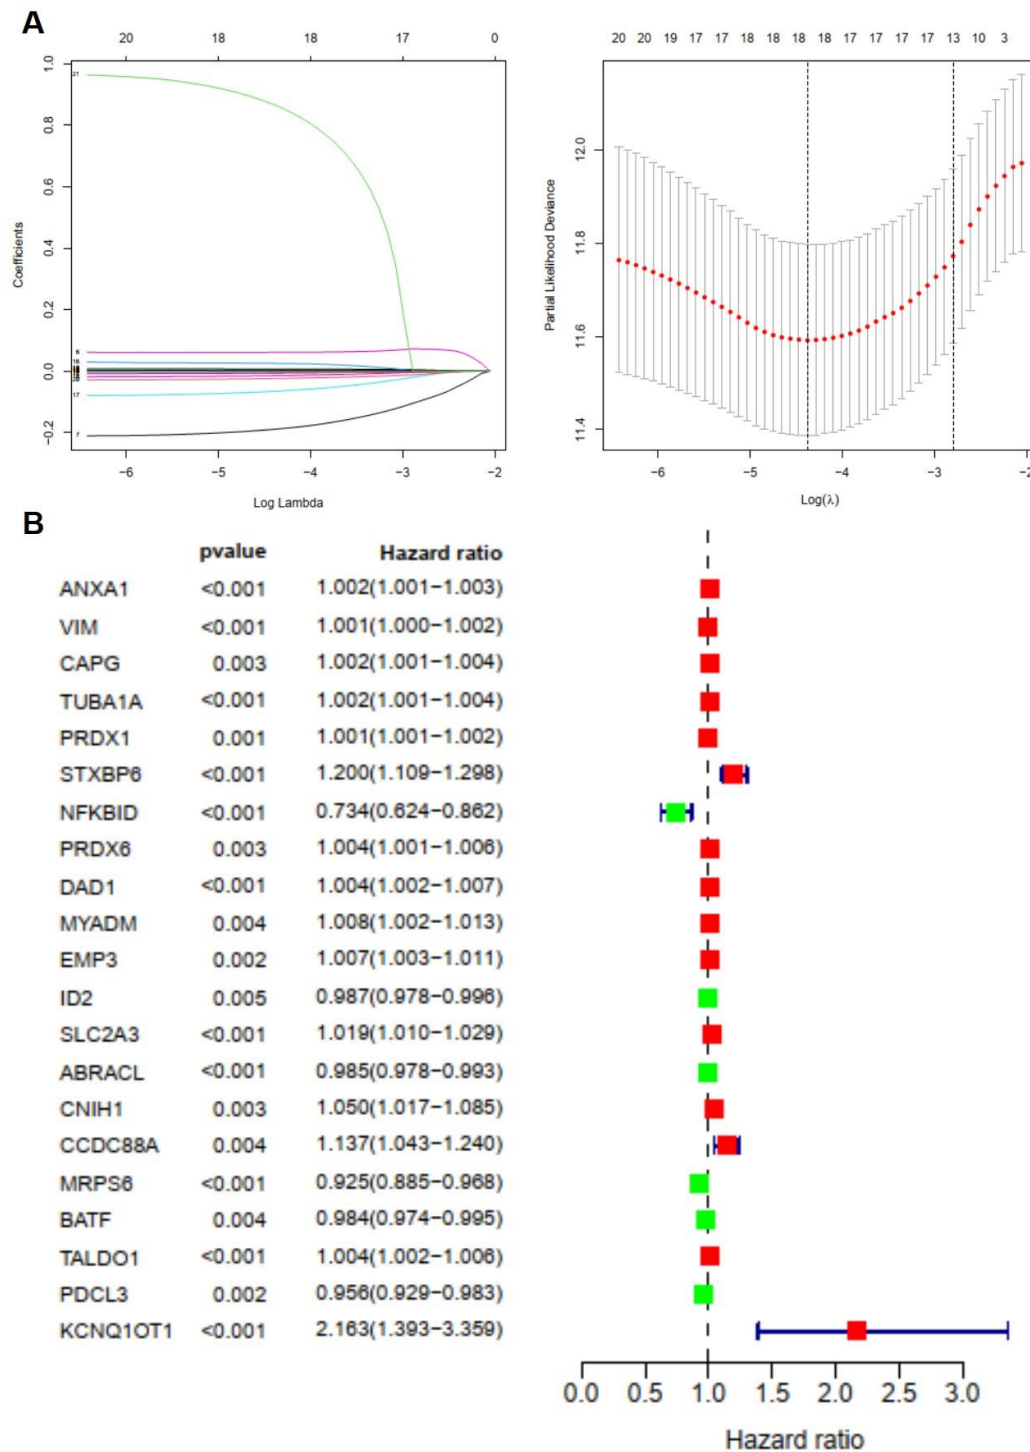 A
20 18 18 17 0
1.0
0.8
0.6
0.4
0.2
0.0
−0.2
Coefficients
21
6
16
17
7
−6 −5 −4 −3 −2
Log Lambda
20 20 19 17 17 18 18 18 18 17 17 17 17 17 13 10 3
12.0
11.8
11.6
11.4
Partial Likelihood Deviance
−6 −5 −4 −3 −2
Log(λ)
B
pvalue Hazard ratio
ANXA1 <0.001 1.002(1.001−1.003)
VIM <0.001 1.001(1.000−1.002)
CAPG 0.003 1.002(1.001−1.004)
TUBA1A <0.001 1.002(1.001−1.004)
PRDX1 0.001 1.001(1.001−1.002)
STXBP6 <0.001 1.200(1.109−1.298)
NFKBID <0.001 0.734(0.624−0.862)
PRDX6 0.003 1.004(1.001−1.006)
DAD1 <0.001 1.004(1.002−1.007)
MYADM 0.004 1.008(1.002−1.013)
EMP3 0.002 1.007(1.003−1.011)
ID2 0.005 0.987(0.978−0.996)
SLC2A3 <0.001 1.019(1.010−1.029)
ABRACL <0.001 0.985(0.978−0.993)
CNIH1 0.003 1.050(1.017−1.085)
CCDC88A 0.004 1.137(1.043−1.240)
MRPS6 <0.001 0.925(0.885−0.968)
BATF 0.004 0.984(0.974−0.995)
TALDO1 <0.001 1.004(1.002−1.006)
PDCL3 0.002 0.956(0.929−0.983)
KCNQ1OT1 <0.001 2.163(1.393−3.359)
0.0 0.5 1.0 1.5 2.0 2.5 3.0
Hazard ratio